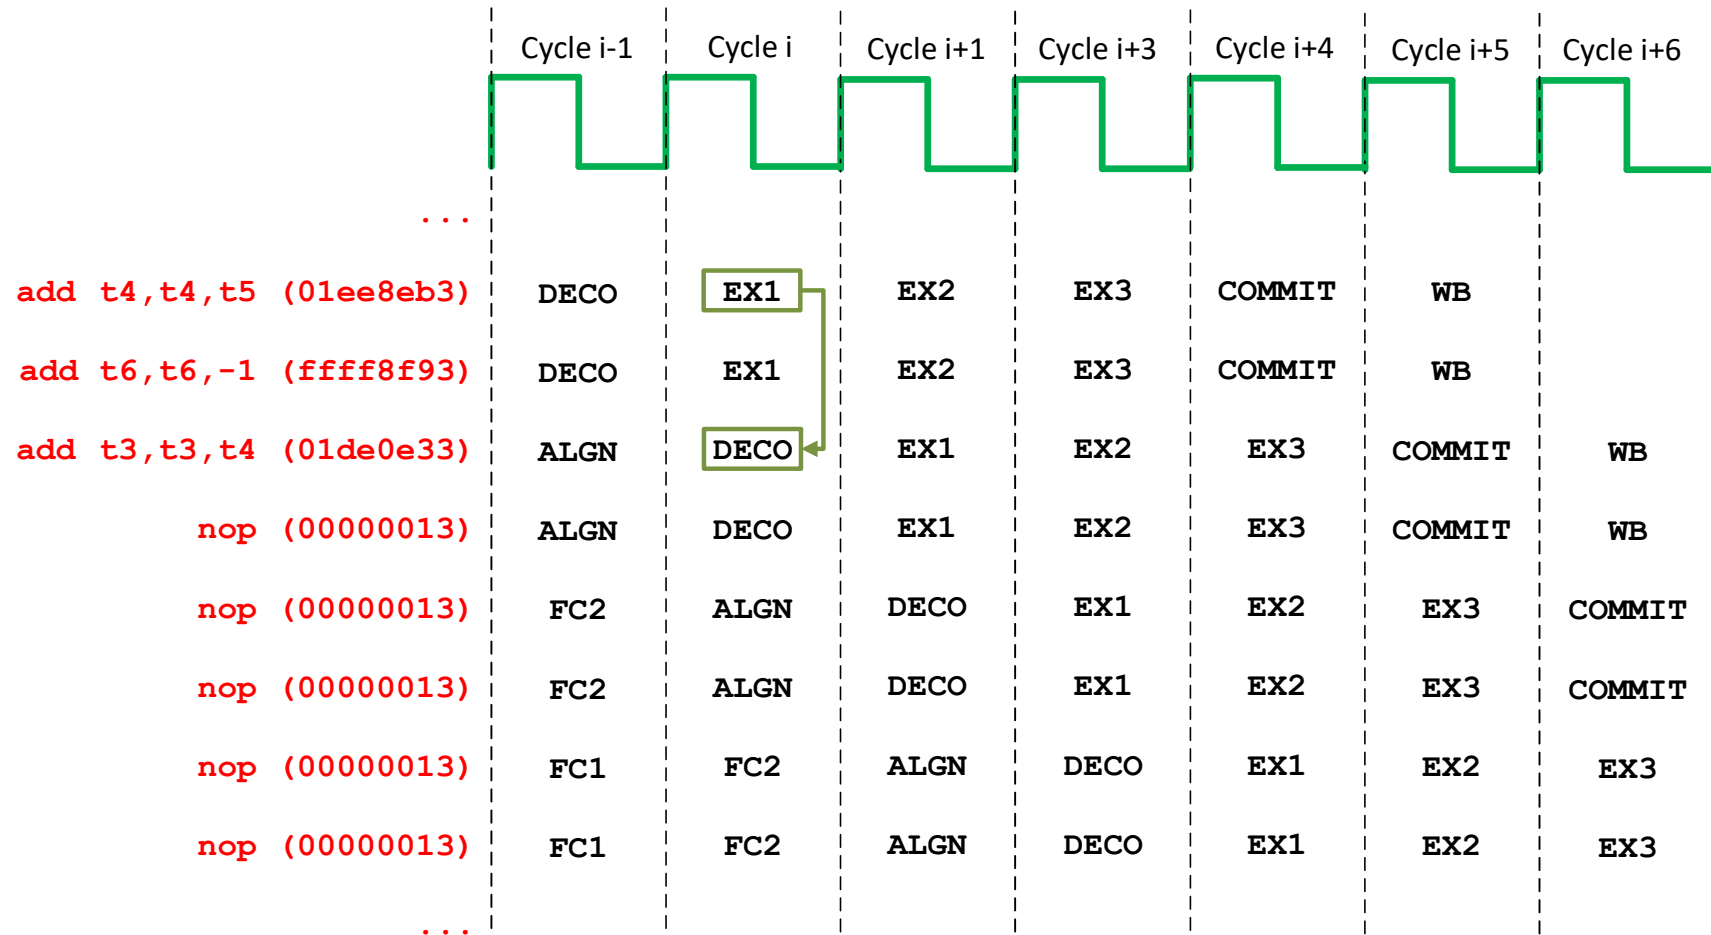 Cycle i-1 Cycle i Cycle i+1 Cycle i+3 Cycle i+4 Cycle i+5 Cycle i+6
...
add t4,t4,t5 (01ee8eb3) DECO EX1 EX2 EX3 COMMIT WB
add t6,t6,-1 (ffff8f93) DECO EX1 EX2 EX3 COMMIT WB
add t3,t3,t4 (01de0e33) ALGN DECO EX1 EX2 EX3 COMMIT WB
nop (00000013) ALGN DECO EX1 EX2 EX3 COMMIT WB
nop (00000013) FC2 ALGN DECO EX1 EX2 EX3 COMMIT
nop (00000013) FC2 ALGN DECO EX1 EX2 EX3 COMMIT
nop (00000013) FC1 FC2 ALGN DECO EX1 EX2 EX3
nop (00000013) FC1 FC2 ALGN DECO EX1 EX2 EX3
...